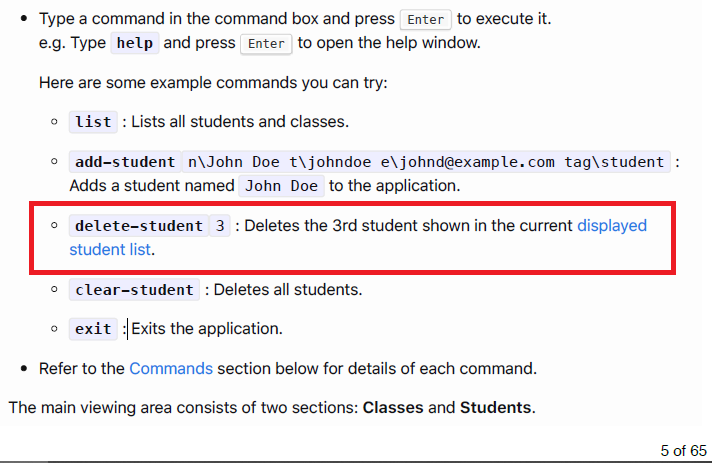 Type a command in the command box and press Enter to execute it.
e.g. Type help and press Enter to open the help window.
Here are some example commands you can try:
list : Lists all students and classes.
add-student n\John Doe t\johndoe e\johnd@example.com tag\student :
Adds a student named John Doe to the application.
delete-student 3 : Deletes the 3rd student shown in the current displayed
student list.
clear-student : Deletes all students.
exit : Exits the application.
Refer to the Commands section below for details of each command.
The main viewing area consists of two sections: Classes and Students.
5 of 65